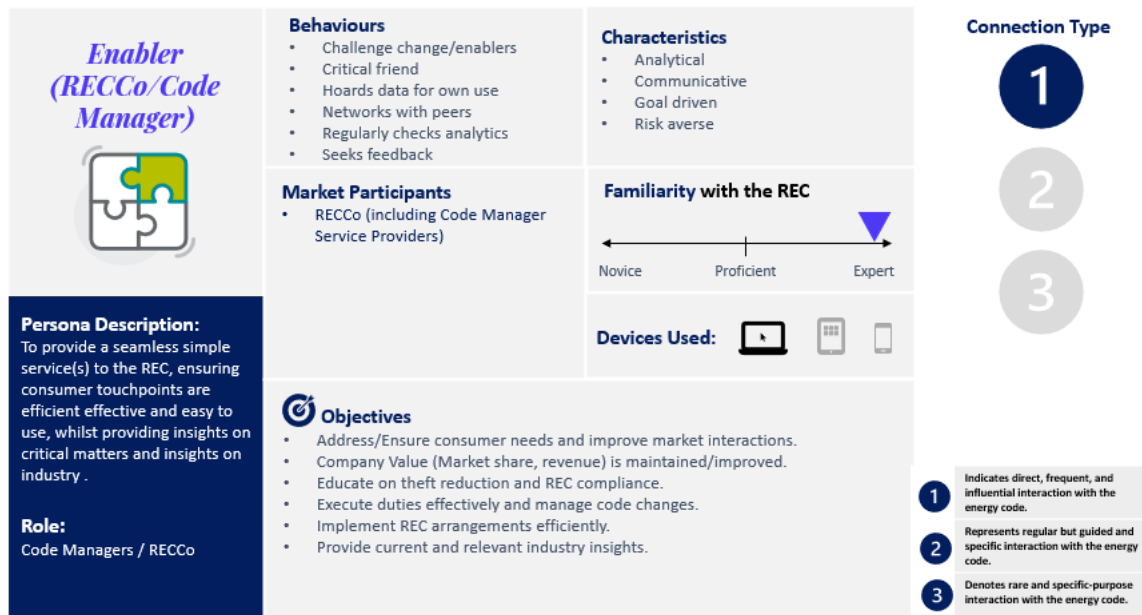 Enabler
(RECCo/Code
Manager)
Persona Description:
To provide a seamless simple
service(s) to the REC, ensuring
consumer touchpoints are
efficient effective and easy to
use, whilst providing insights on
critical matters and insights on
industry .
Role:
Code Managers / RECCo
Behaviours
• Challenge change/enablers
• Critical friend
• Hoards data for own use
• Networks with peers
• Regularly checks analytics
• Seeks feedback
Characteristics
• Analytical
• Communicative
• Goal driven
• Risk averse
Market Participants
• RECCo (including Code Manager
Service Providers)
Familiarity with the REC
Novice Proficient Expert
Devices Used:
Objectives
• Address/Ensure consumer needs and improve market interactions.
• Company Value (Market share, revenue) is maintained/improved.
• Educate on theft reduction and REC compliance.
• Execute duties effectively and manage code changes.
• Implement REC arrangements efficiently.
• Provide current and relevant industry insights.
Connection Type
1
2
3
1 Indicates direct, frequent, and
influential interaction with the
energy code.
2 Represents regular but guided and
specific interaction with the energy
code.
3 Denotes rare and specific-purpose
interaction with the energy code.